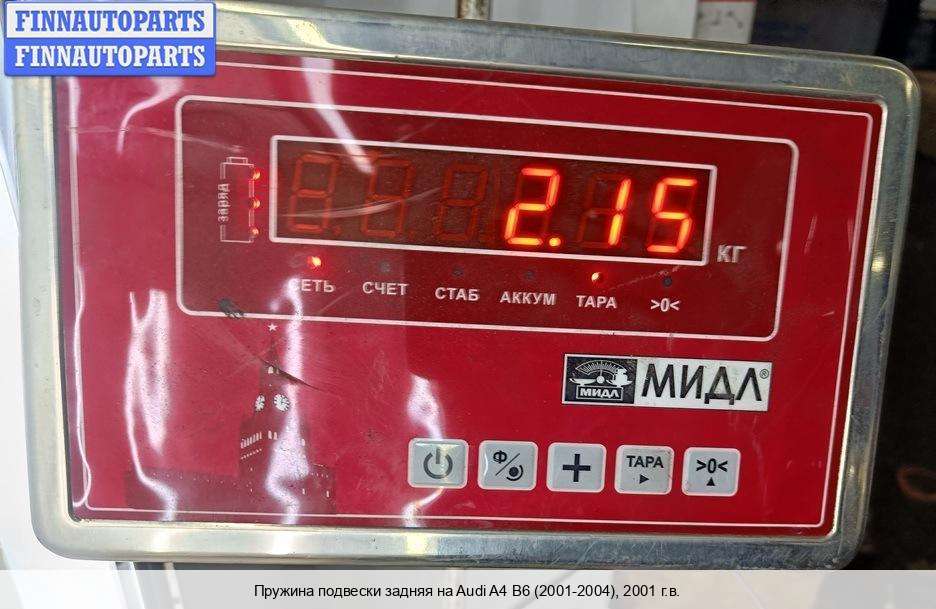 FINNAUTOPARTS
FINNAUTOPARTS
заряд
2.15
КГ
СЕТЬ СЧЕТ СТАБ АККУМ ТАРА >0<
МИДЛ МИДЛ®
Ф/ + ТАРА >0<
Пружина подвески задняя на Audi A4 B6 (2001-2004), 2001 г.в.